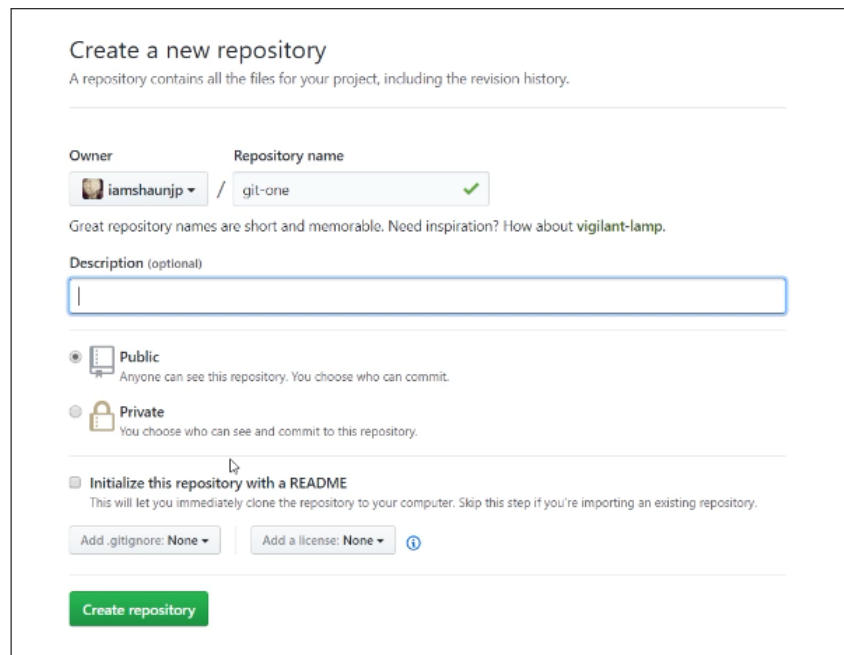 Create a new repository
A repository contains all the files for your project, including the revision history.
Owner Repository name
iamshaunjp / git-one
Great repository names are short and memorable. Need inspiration? How about vigilant-lamp.
Description (optional)
Public
Anyone can see this repository. You choose who can commit.
Private
You choose who can see and commit to this repository.
Initialize this repository with a README
This will let you immediately clone the repository to your computer. Skip this step if you're importing an existing repository.
Add .gitignore: None Add a license: None
Create repository